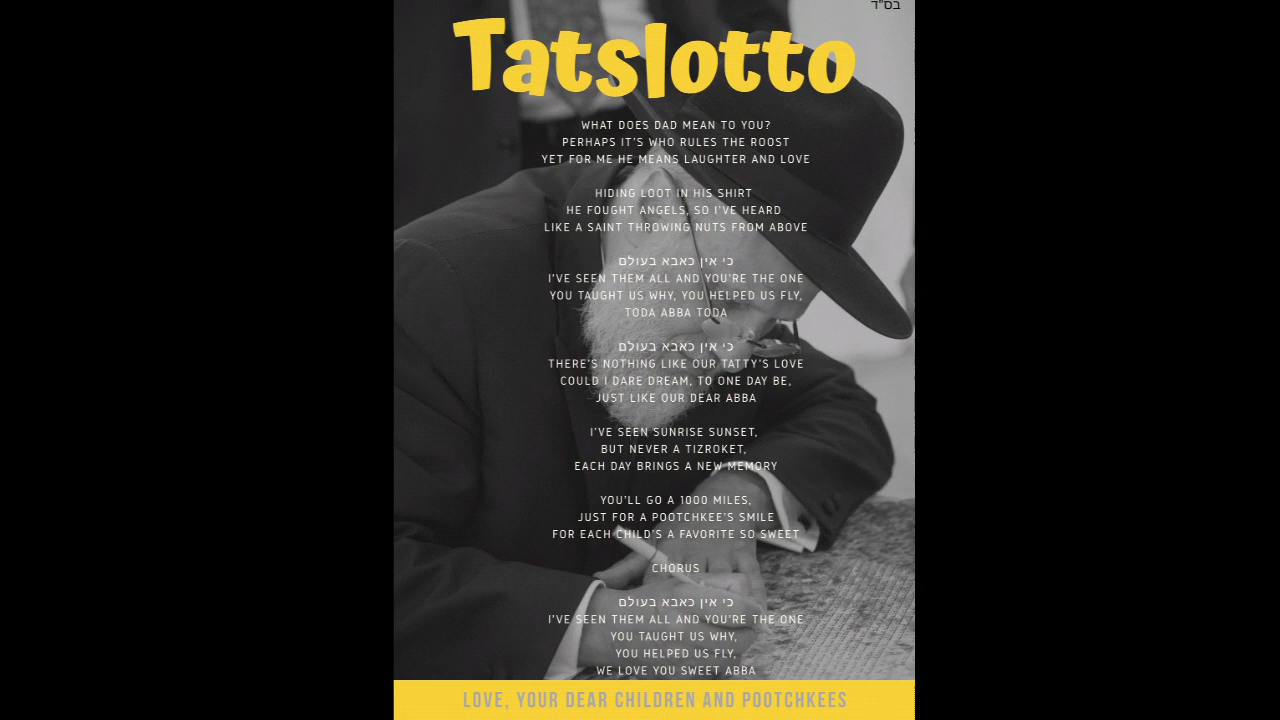 בס"ד
Tatslotto
WHAT DOES DAD MEAN TO YOU?
PERHAPS IT'S WHO RULES THE ROOST
YET FOR ME HE MEANS LAUGHTER AND LOVE
HIDING LOOT IN HIS SHIRT
HE FOUGHT ANGELS, SO I'VE HEARD
LIKE A SAINT THROWING NUTS FROM ABOVE
כי אין כאבא בעולם
I'VE SEEN THEM ALL AND YOU'RE THE ONE
YOU TAUGHT US WHY, YOU HELPED US FLY,
TODA ABBA TODA
כי אין כאבא בעולם
THERE'S NOTHING LIKE OUR TATTY'S LOVE
COULD I DARE DREAM, TO ONE DAY BE,
JUST LIKE OUR DEAR ABBA
I'VE SEEN SUNRISE SUNSET,
BUT NEVER A TIZROKET,
EACH DAY BRINGS A NEW MEMORY
YOU'LL GO A 1000 MILES,
JUST FOR A POOTCHKEE'S SMILE
FOR EACH CHILD'S A FAVORITE SO SWEET
CHORUS
כי אין כאבא בעולם
I'VE SEEN THEM ALL AND YOU'RE THE ONE
YOU TAUGHT US WHY,
YOU HELPED US FLY,
WE LOVE YOU SWEET ABBA
LOVE, YOUR DEAR CHILDREN AND POOTCHKEES